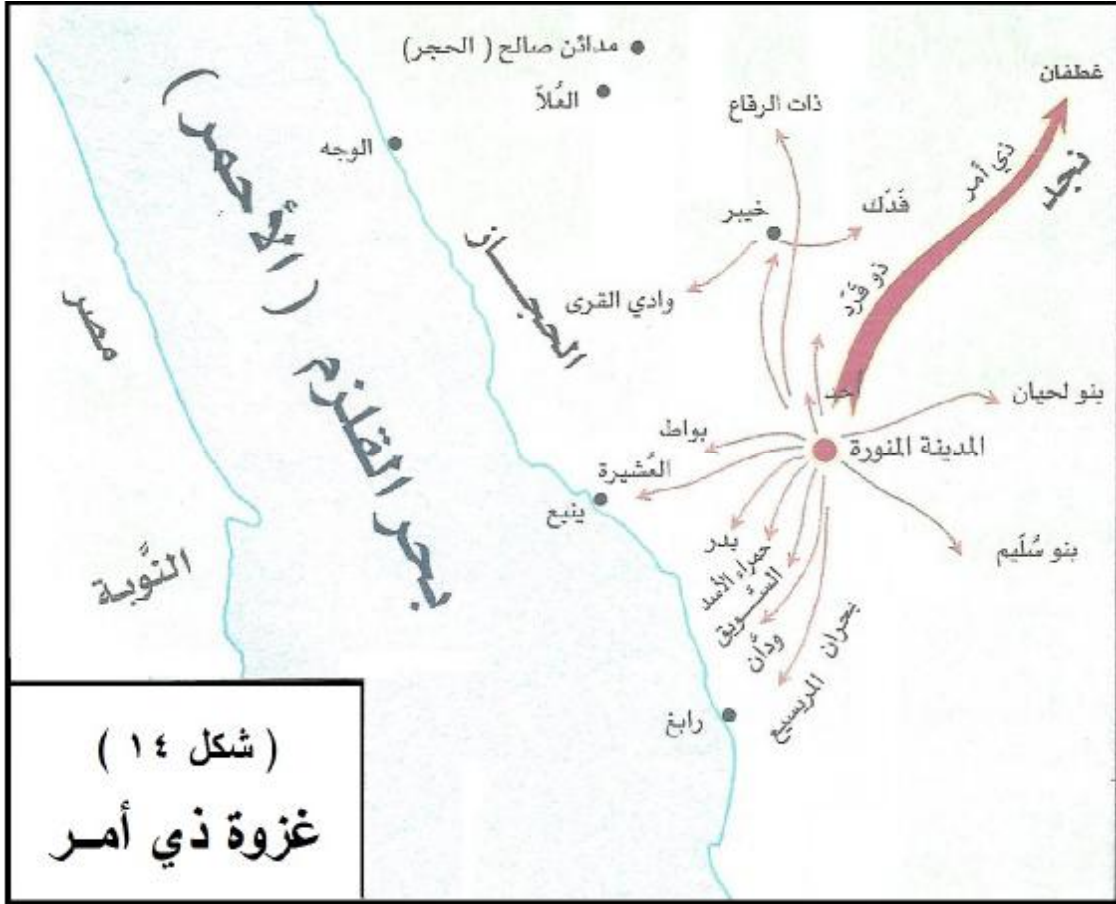 مدائن صالح ( الحجر )
العُلاّ
الوجه
ذات الرقاع
غطفان
ذي أمر
نجد
خيبر
فَدَك
وادي القرى
ذو قَرَد
الحجاز
بحر القلزم ( الأحمر )
مصر
النُّوبة
أحد
بنو لحيان
المدينة المنورة
بواط
العُشيرة
ينبع
بنو سُلَيم
بدر
حمراء الأسد
السَّويق
ودَّان
بحران
المريسيع
رابغ
( شكل ١٤ )
غزوة ذي أمــر